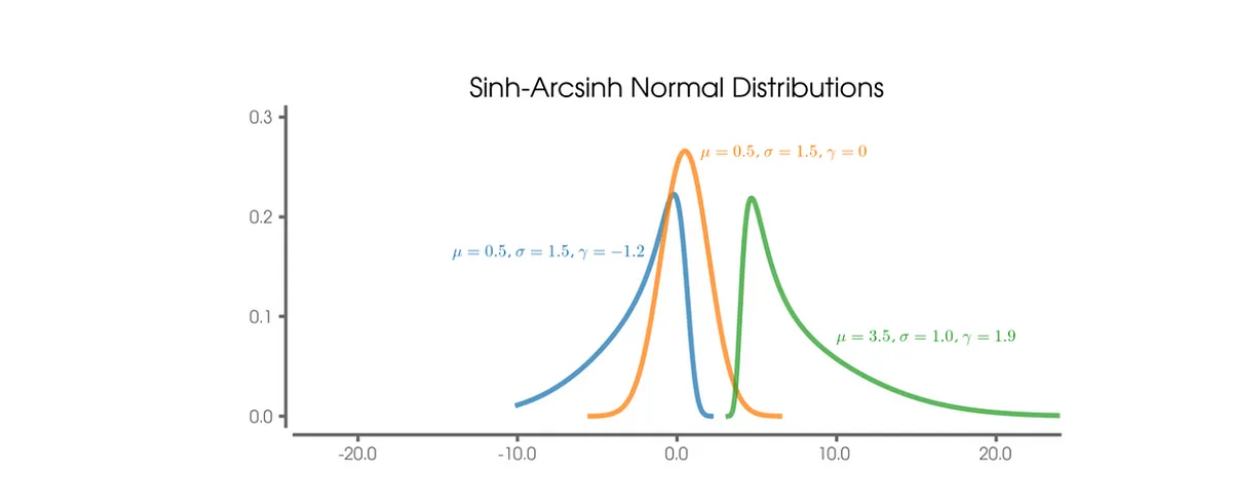 Sinh-Arcsinh Normal Distributions
0.3
μ = 0.5, σ = 1.5, γ = 0
0.2
μ = 0.5, σ = 1.5, γ = −1.2
0.1
μ = 3.5, σ = 1.0, γ = 1.9
0.0
-20.0 -10.0 0.0 10.0 20.0